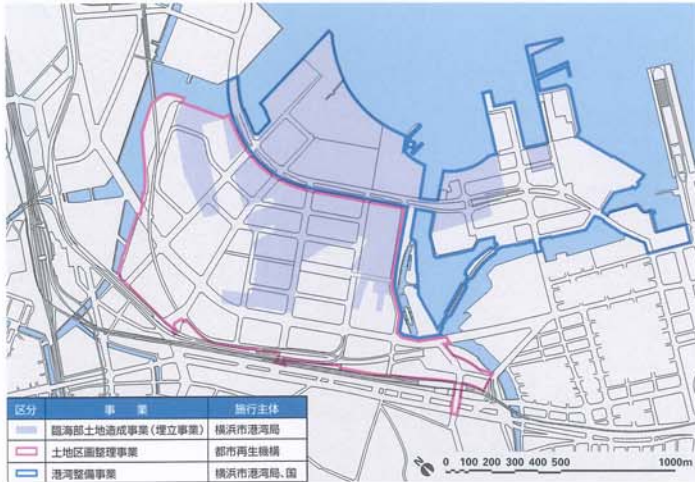 区分 事業 施行主体
臨海部土地造成事業(埋立事業) 横浜市港湾局
土地区画整理事業 都市再生機構
港湾整備事業 横浜市港湾局、国
N 0 100 200 300 400 500 1000m